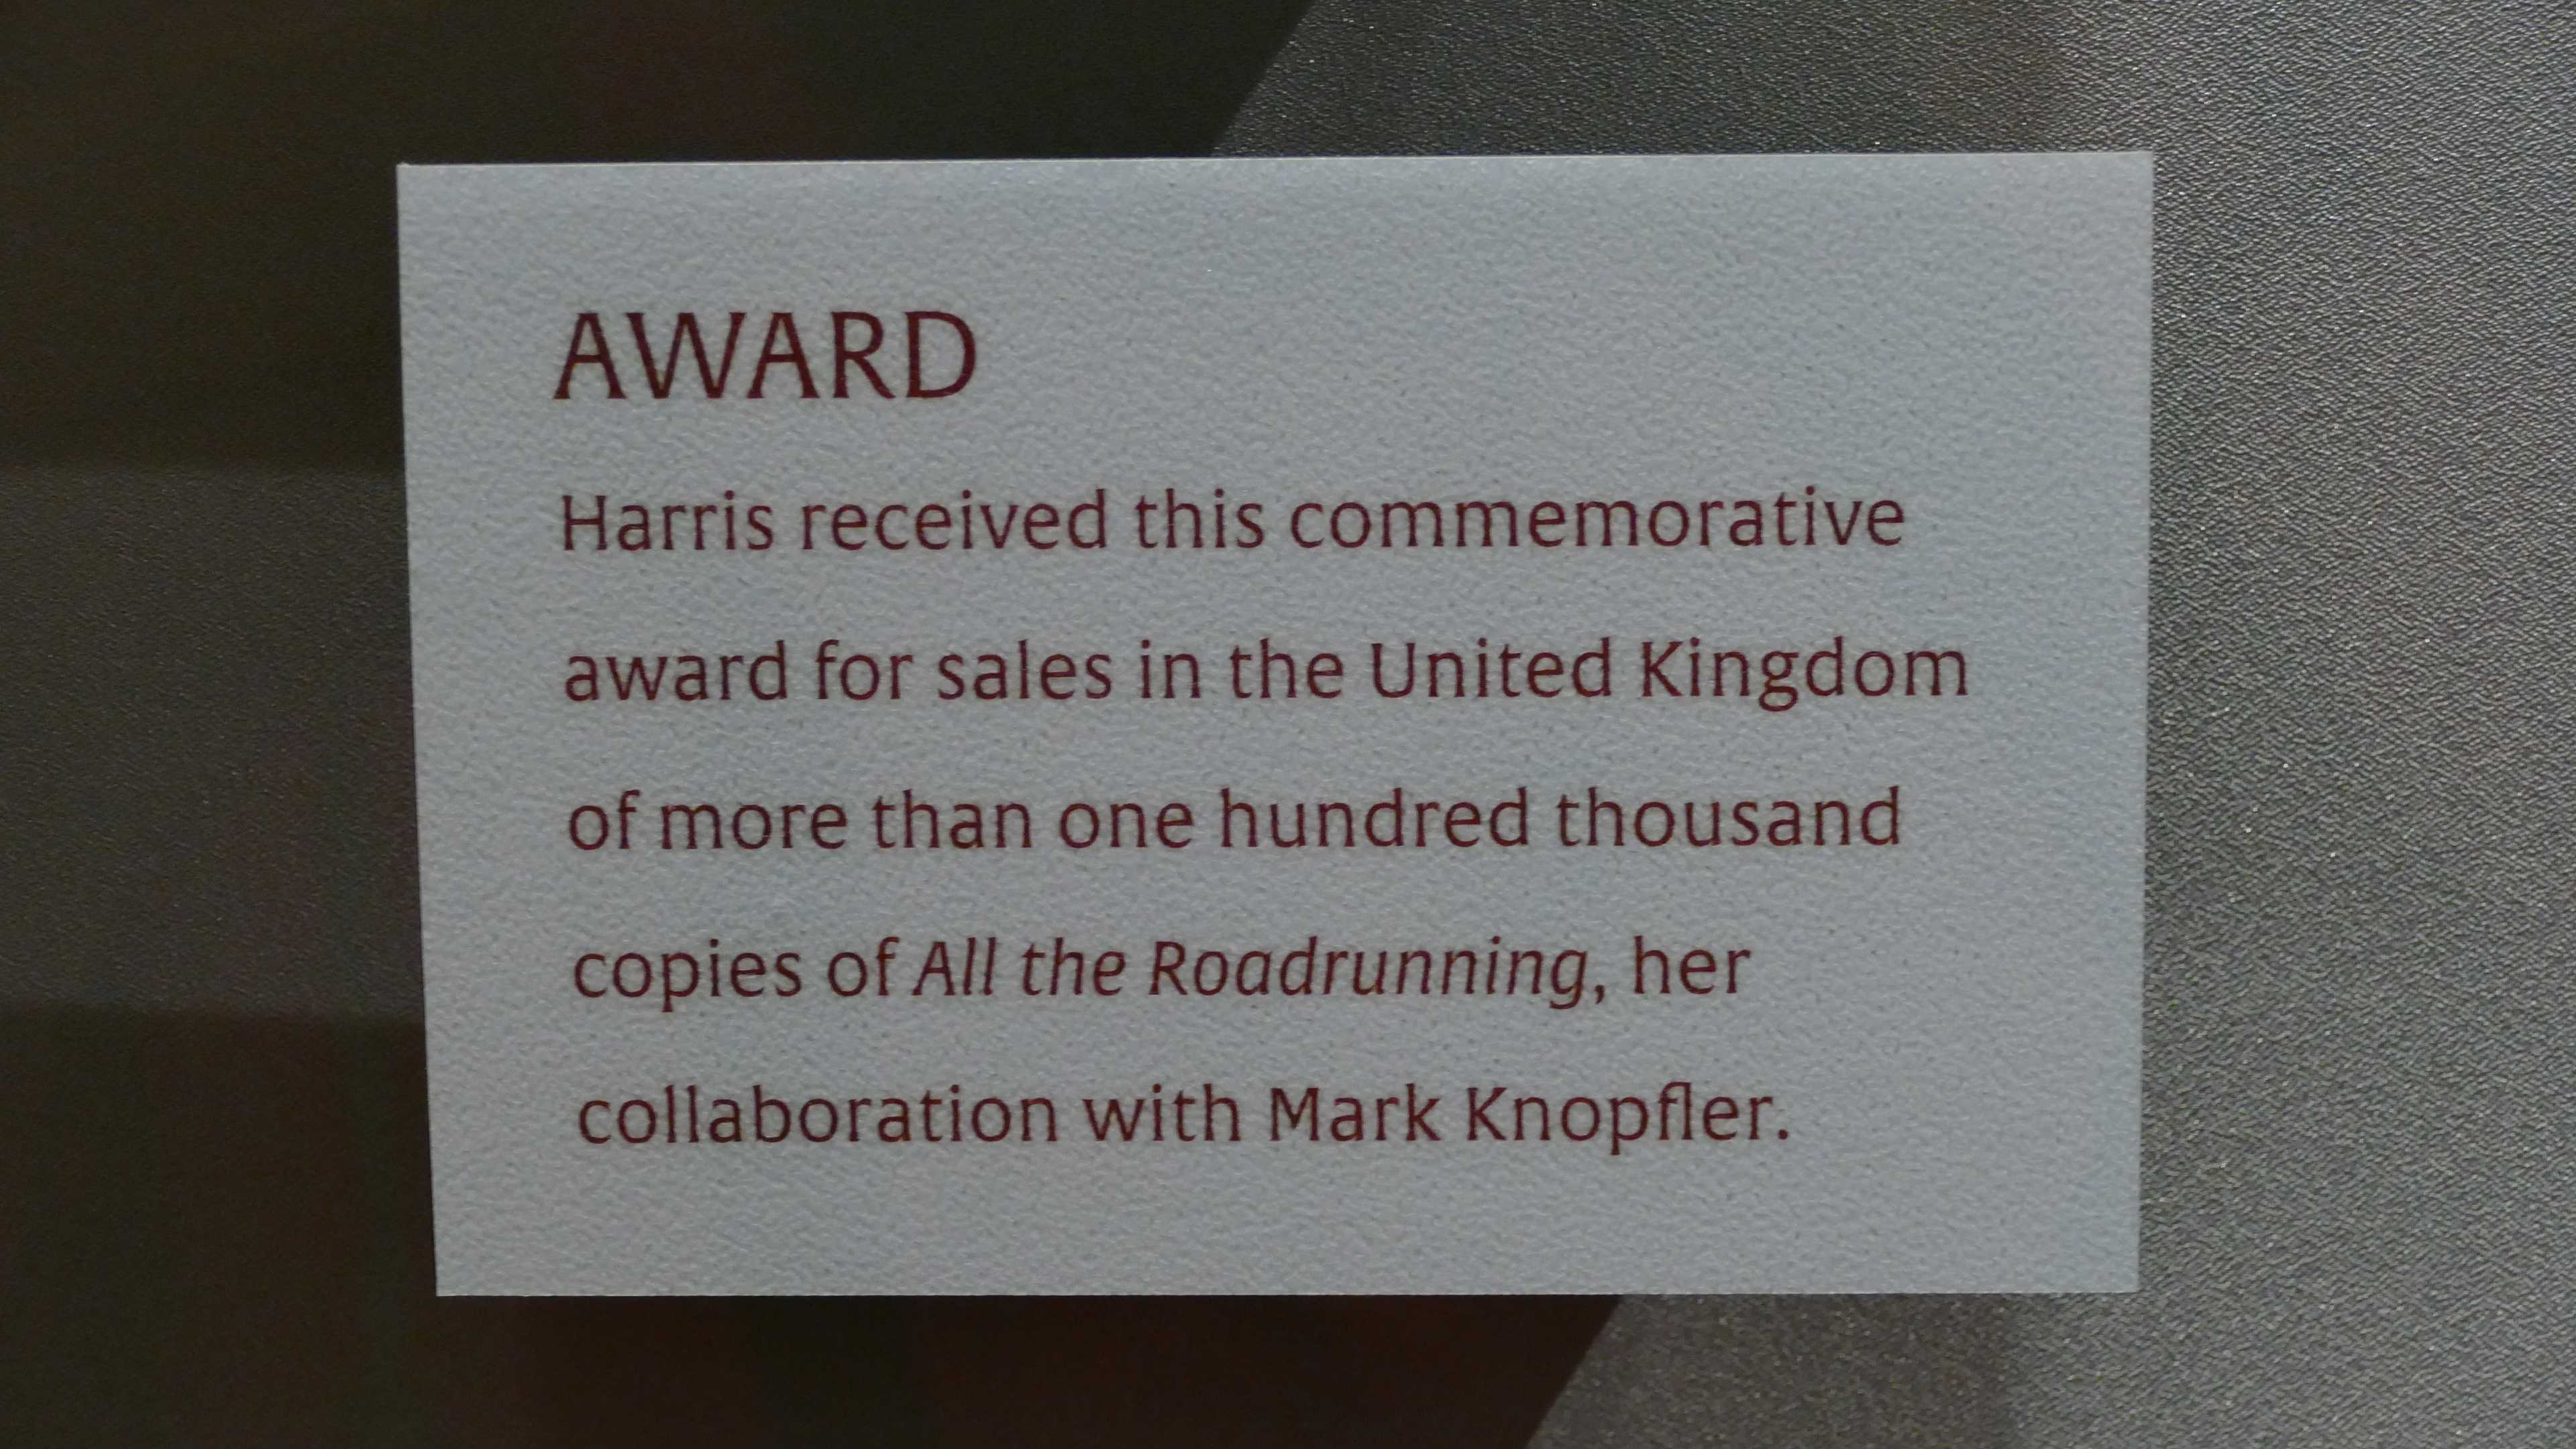 AWARD
Harris received this commemorative
award for sales in the United Kingdom
of more than one hundred thousand
copies of All the Roadrunning, her
collaboration with Mark Knopfler.